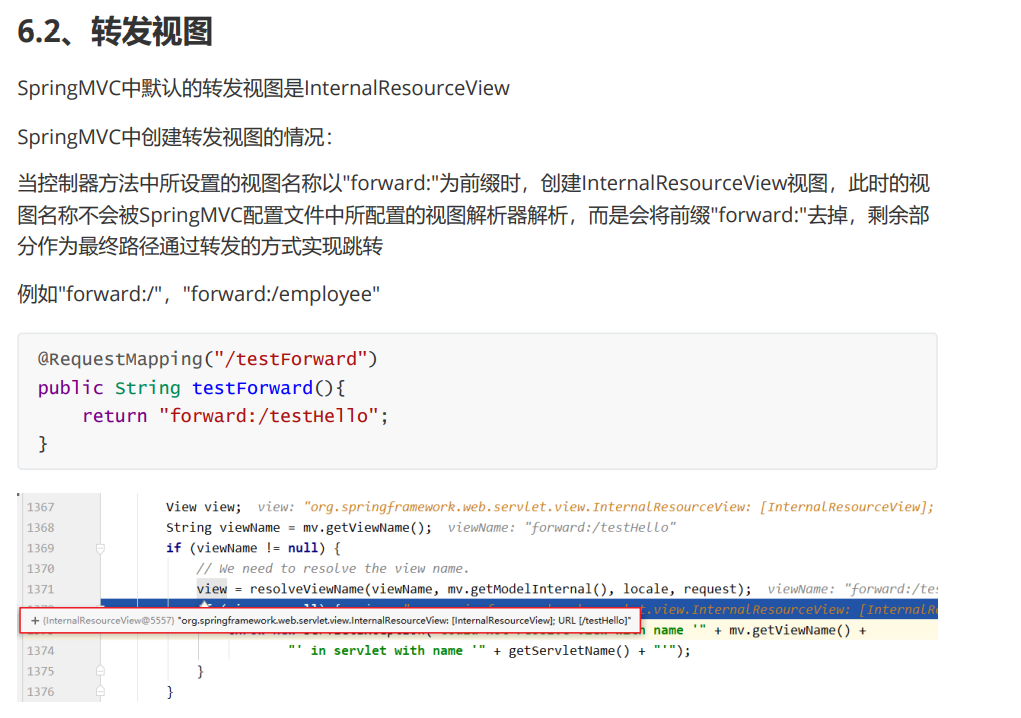 6.2、转发视图
SpringMVC中默认的转发视图是InternalResourceView
SpringMVC中创建转发视图的情况：
当控制器方法中所设置的视图名称以"forward:"为前缀时，创建InternalResourceView视图，此时的视
图名称不会被SpringMVC配置文件中所配置的视图解析器解析，而是会将前缀"forward:"去掉，剩余部
分作为最终路径通过转发的方式实现跳转
例如"forward:/"，"forward:/employee"
@RequestMapping("/testForward")
public String testForward(){
return "forward:/testHello";
}
1367 View view; view: "org.springframework.web.servlet.view.InternalResourceView: [InternalResourceView];
1368 String viewName = mv.getViewName(); viewName: "forward:/testHello"
1369 if (viewName != null) {
1370 // We need to resolve the view name.
1371 view = resolveViewName(viewName, mv.getModelInternal(), locale, request); viewName: "forward:/tes
.view.InternalResourceView: [InternalRe
+ {InternalResourceView@5557} "org.springframework.web.servlet.view.InternalResourceView: [InternalResourceView]; URL [/testHello]"
name '" + mv.getViewName() +
1374 "' in servlet with name '" + getServletName() + "'");
1375 }
1376 }